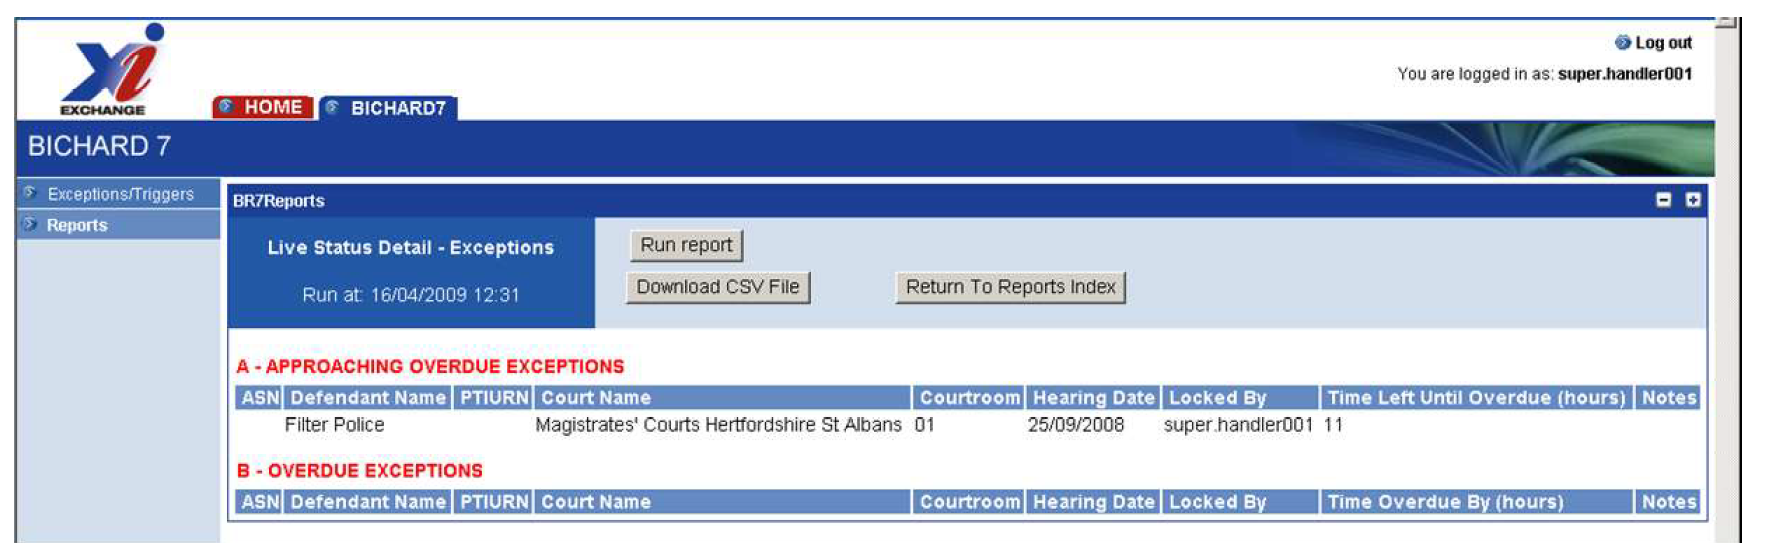 Log out
You are logged in as: super.handler001
EXCHANGE
HOME BICHARD7
BICHARD 7
Exceptions/Triggers
Reports
BR7Reports
Live Status Detail - Exceptions
Run at: 16/04/2009 12:31
Run report
Download CSV File Return To Reports Index
A - APPROACHING OVERDUE EXCEPTIONS
ASN Defendant Name PTIURN Court Name Courtroom Hearing Date Locked By Time Left Until Overdue (hours) Notes
Filter Police Magistrates' Courts Hertfordshire St Albans 01 25/09/2008 super.handler001 11
B - OVERDUE EXCEPTIONS
ASN Defendant Name PTIURN Court Name Courtroom Hearing Date Locked By Time Overdue By (hours) Notes